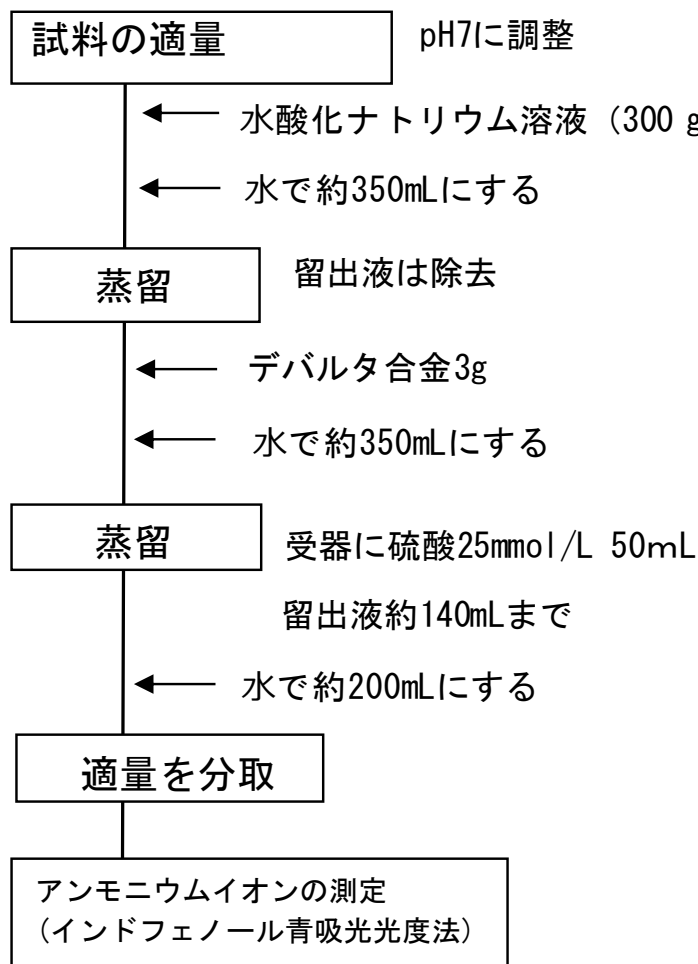 試料の適量 pH7に調整
水酸化ナトリウム溶液（300 g
水で約350mLにする
蒸留 留出液は除去
デバルタ合金3g
水で約350mLにする
蒸留 受器に硫酸25mmol/L 50mL
留出液約140mLまで
水で約200mLにする
適量を分取
アンモニウムイオンの測定
(インドフェノール青吸光光度法)